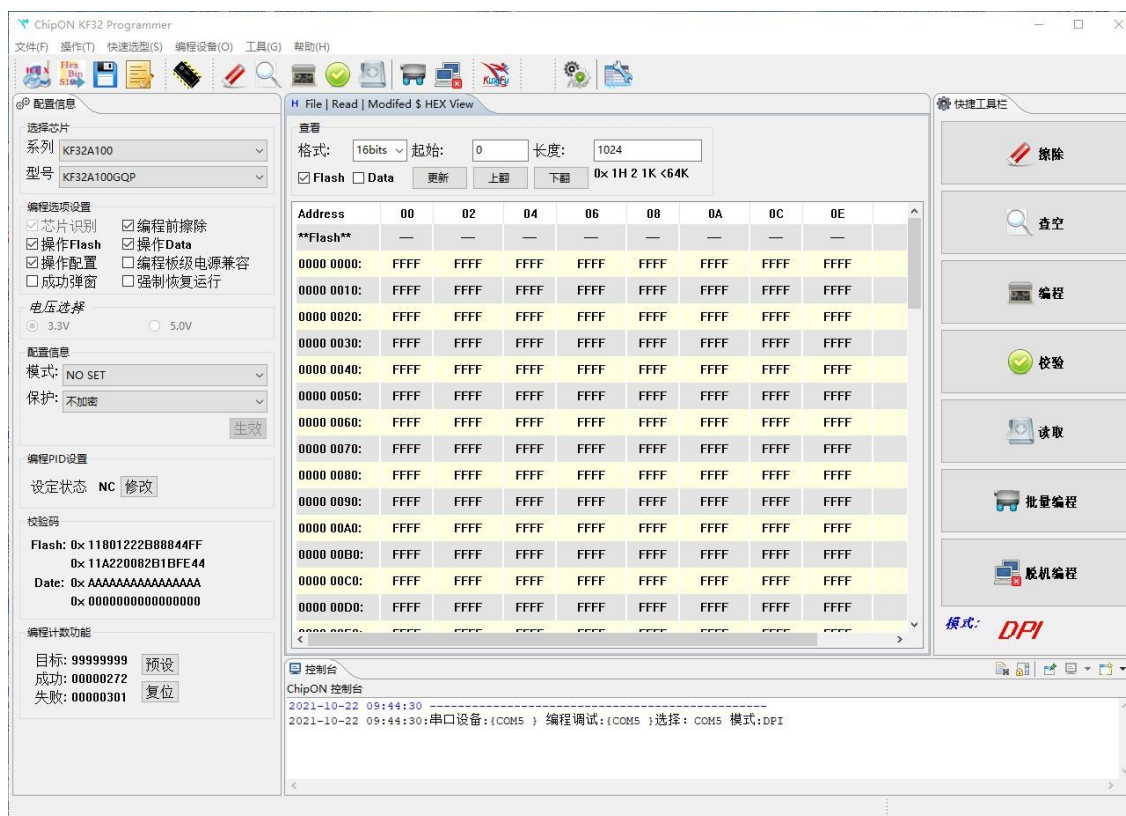 ChipON KF32 Programmer
文件(F) 操作(T) 快速选型(S) 编程设备(O) 工具(G) 帮助(H)
Hex
Bin
S19
KungFu
配置信息
选择芯片
系列 KF32A100
型号 KF32A100GQP
编程选项设置
芯片识别 编程前擦除
操作Flash 操作Data
操作配置 编程板级电源兼容
成功弹窗 强制恢复运行
电压选择
3.3V 5.0V
配置信息
模式: NO SET
保护: 不加密
生效
编程PID设置
设定状态 NC 修改
校验码
Flash: 0x 11801222B88844FF
0x 11A220082B1BFE44
Date: 0x AAAAAAAAAAAAAAAA
0x 0000000000000000
编程计数功能
目标: 99999999 预设
成功: 00000272
失败: 00000301 复位
H File | Read | Modifed $ HEX View
查看
格式: 16bits 起始: 0 长度: 1024
Flash Data 更新 上翻 下翻 0x 1H 2 1K <64K
Address 00 02 04 06 08 0A 0C 0E
**Flash** — — — — — — — —
0000 0000: FFFF FFFF FFFF FFFF FFFF FFFF FFFF FFFF
0000 0010: FFFF FFFF FFFF FFFF FFFF FFFF FFFF FFFF
0000 0020: FFFF FFFF FFFF FFFF FFFF FFFF FFFF FFFF
0000 0030: FFFF FFFF FFFF FFFF FFFF FFFF FFFF FFFF
0000 0040: FFFF FFFF FFFF FFFF FFFF FFFF FFFF FFFF
0000 0050: FFFF FFFF FFFF FFFF FFFF FFFF FFFF FFFF
0000 0060: FFFF FFFF FFFF FFFF FFFF FFFF FFFF FFFF
0000 0070: FFFF FFFF FFFF FFFF FFFF FFFF FFFF FFFF
0000 0080: FFFF FFFF FFFF FFFF FFFF FFFF FFFF FFFF
0000 0090: FFFF FFFF FFFF FFFF FFFF FFFF FFFF FFFF
0000 00A0: FFFF FFFF FFFF FFFF FFFF FFFF FFFF FFFF
0000 00B0: FFFF FFFF FFFF FFFF FFFF FFFF FFFF FFFF
0000 00C0: FFFF FFFF FFFF FFFF FFFF FFFF FFFF FFFF
0000 00D0: FFFF FFFF FFFF FFFF FFFF FFFF FFFF FFFF
控制台
ChipON 控制台
2021-10-22 09:44:30 ------------------------------------------------
2021-10-22 09:44:30:串口设备:{COM5 } 编程调试:{COM5 }选择: COM5 模式:DPI
快捷工具栏
擦除
查空
编程
校验
读取
批量编程
脱机编程
模式: DPI